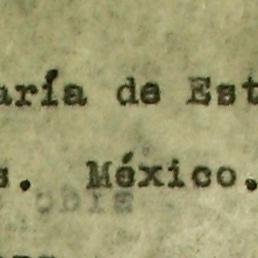 aría de Est
s. México.